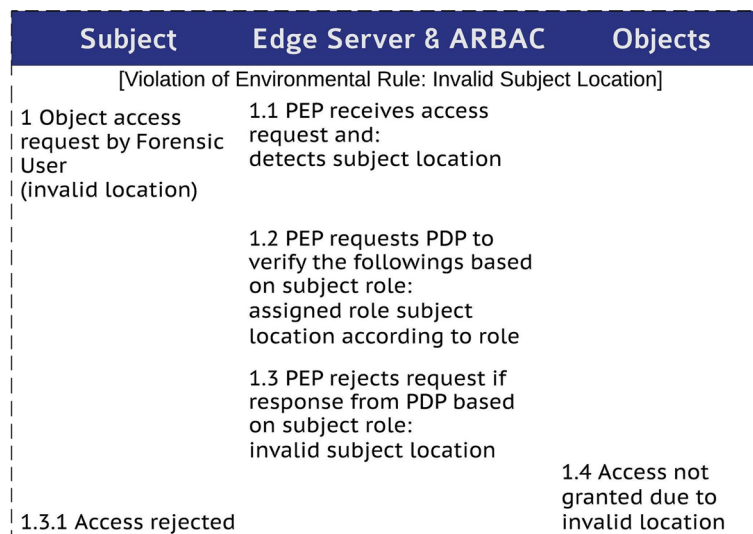 Subject Edge Server & ARBAC Objects
[Violation of Environmental Rule: Invalid Subject Location]
1 Object access
request by Forensic
User
(invalid location)
1.1 PEP receives access
request and:
detects subject location
1.2 PEP requests PDP to
verify the followings based
on subject role:
assigned role subject
location according to role
1.3 PEP rejects request if
response from PDP based
on subject role:
invalid subject location
1.3.1 Access rejected
1.4 Access not
granted due to
invalid location